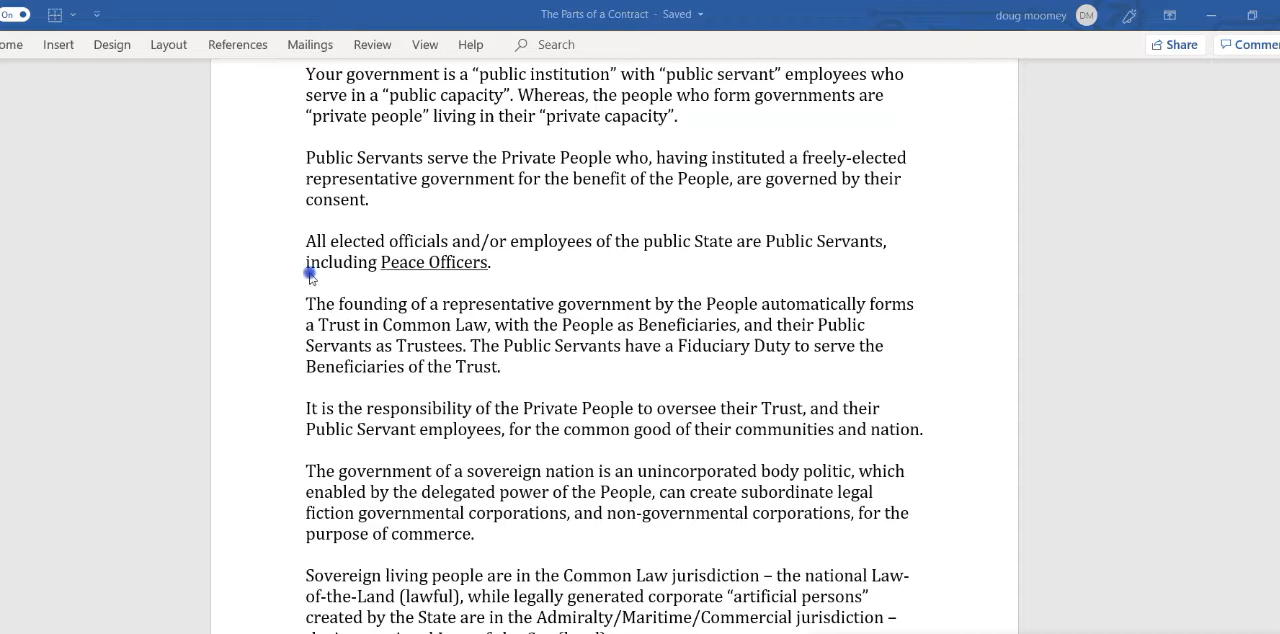 On
The Parts of a Contract - Saved
doug moomey DM
ome Insert Design Layout References Mailings Review View Help Search Share Commer
Your government is a “public institution” with “public servant” employees who
serve in a “public capacity”. Whereas, the people who form governments are
“private people” living in their “private capacity”.
Public Servants serve the Private People who, having instituted a freely-elected
representative government for the benefit of the People, are governed by their
consent.
All elected officials and/or employees of the public State are Public Servants,
including Peace Officers.
The founding of a representative government by the People automatically forms
a Trust in Common Law, with the People as Beneficiaries, and their Public
Servants as Trustees. The Public Servants have a Fiduciary Duty to serve the
Beneficiaries of the Trust.
It is the responsibility of the Private People to oversee their Trust, and their
Public Servant employees, for the common good of their communities and nation.
The government of a sovereign nation is an unincorporated body politic, which
enabled by the delegated power of the People, can create subordinate legal
fiction governmental corporations, and non-governmental corporations, for the
purpose of commerce.
Sovereign living people are in the Common Law jurisdiction – the national Law-
of-the-Land (lawful), while legally generated corporate “artificial persons”
created by the State are in the Admiralty/Maritime/Commercial jurisdiction –